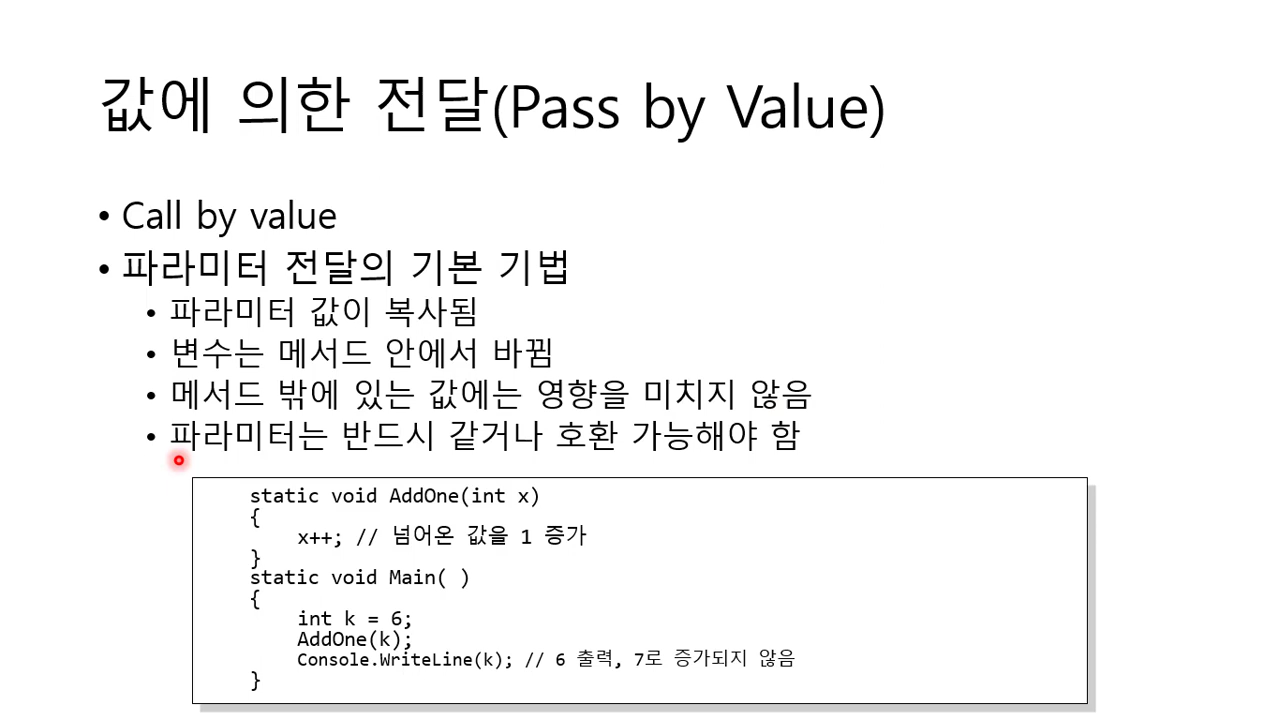 값에 의한 전달(Pass by Value)
• Call by value
• 파라미터 전달의 기본 기법
• 파라미터 값이 복사됨
• 변수는 메서드 안에서 바뀜
• 메서드 밖에 있는 값에는 영향을 미치지 않음
• 파라미터는 반드시 같거나 호환 가능해야 함
static void AddOne(int x)
{
x++; // 넘어온 값을 1 증가
}
static void Main( )
{
int k = 6;
AddOne(k);
Console.WriteLine(k); // 6 출력, 7로 증가되지 않음
}